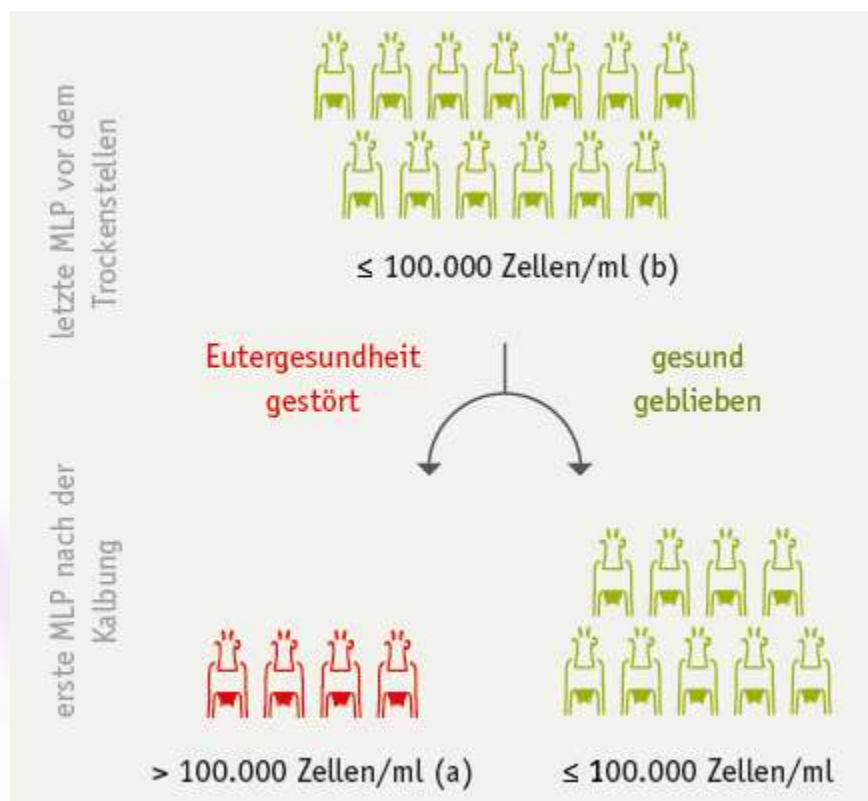 letzte MLP vor dem
Trockenstellen
≤ 100.000 Zellen/ml (b)
Eutergesundheit
gestört
gesund
geblieben
erste MLP nach der
Kalbung
> 100.000 Zellen/ml (a)
≤ 100.000 Zellen/ml